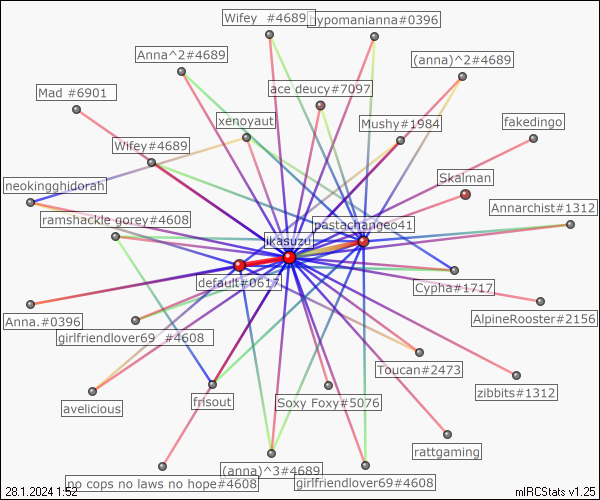 Wifey  #4689
hypomanianna#0396
Anna^2#4689
(anna)^2#4689
Mad #6901
ace deucy#7097
xenoyaut
Mushy#1984
fakedingo
Wifey#4689
Skalman
neokingghidorah
Annarchist#1312
ramshackle gorey#4608
pastachangeo41
ikasuzu
default#0617
Cypha#1717
Anna.#0396
AlpineRooster#2156
girlfriendlover69  #4608
Toucan#2473
zibbits#1312
avelicious
frisout
Soxy Foxy#5076
rattgaming
(anna)^3#4689
no cops no laws no hope#4608
girlfriendlover69#4608
28.1.2024 1:52
mIRCStats v1.25